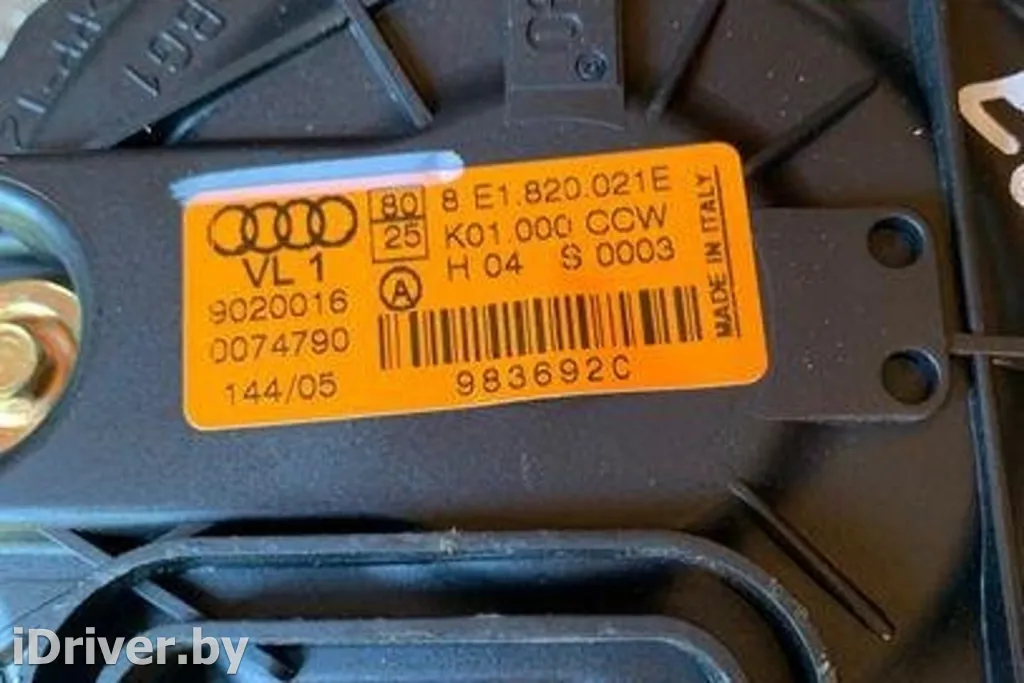 RG1
80
25
8 E1.820.021E
K01.000 CCW
H 04 S 0003
VL 1
9020016
0074790
144/05
A
983692C
MADE IN ITALY
iDriver.by